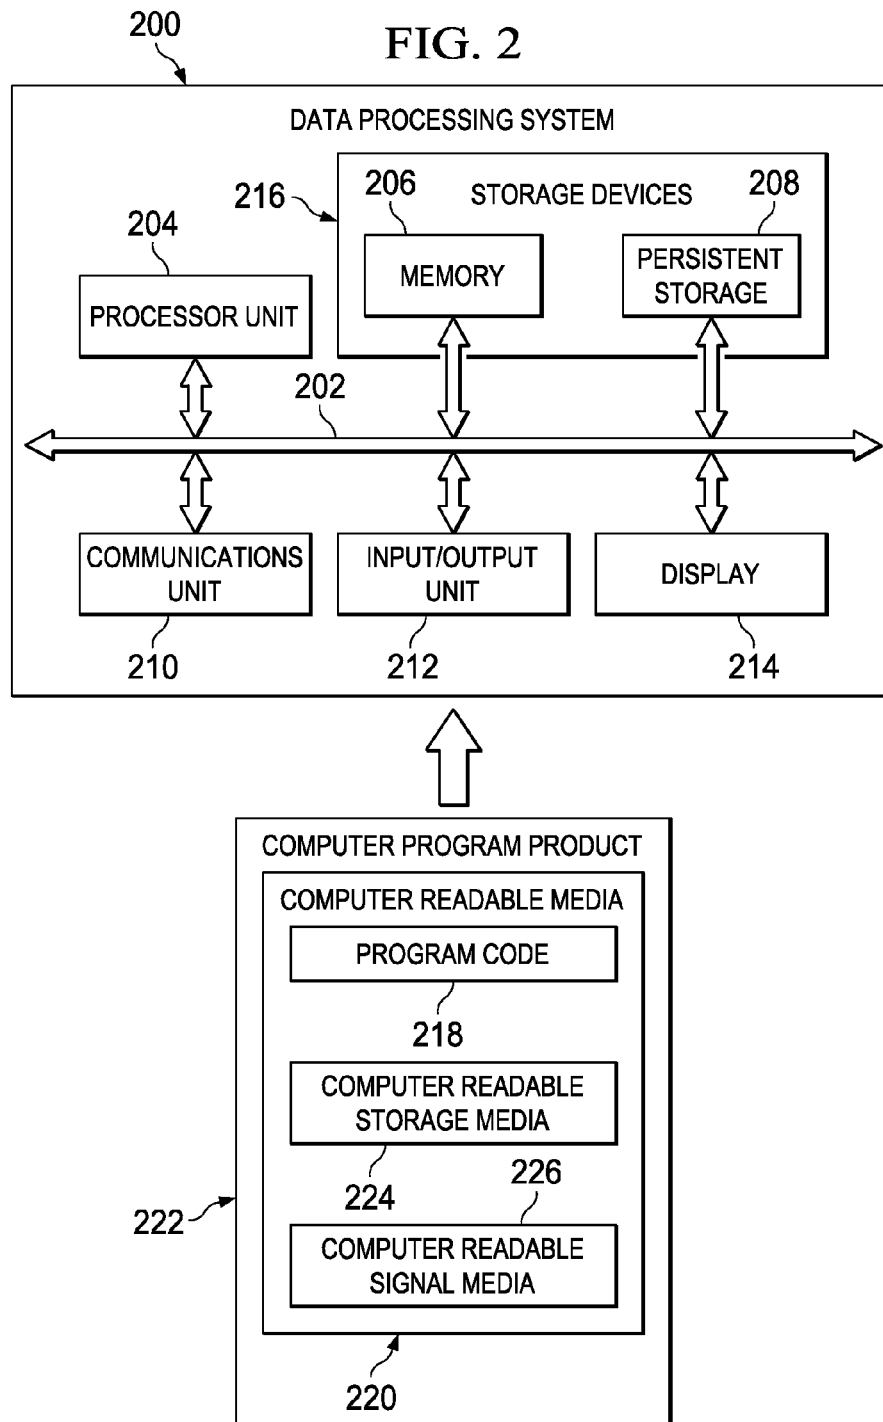 200
FIG. 2
DATA PROCESSING SYSTEM
216
206
STORAGE DEVICES
208
204
MEMORY
PERSISTENT
STORAGE
PROCESSOR UNIT
202
COMMUNICATIONS
UNIT
INPUT/OUTPUT
UNIT
DISPLAY
210
212
214
COMPUTER PROGRAM PRODUCT
COMPUTER READABLE MEDIA
PROGRAM CODE
218
COMPUTER READABLE
STORAGE MEDIA
224
226
222
COMPUTER READABLE
SIGNAL MEDIA
220